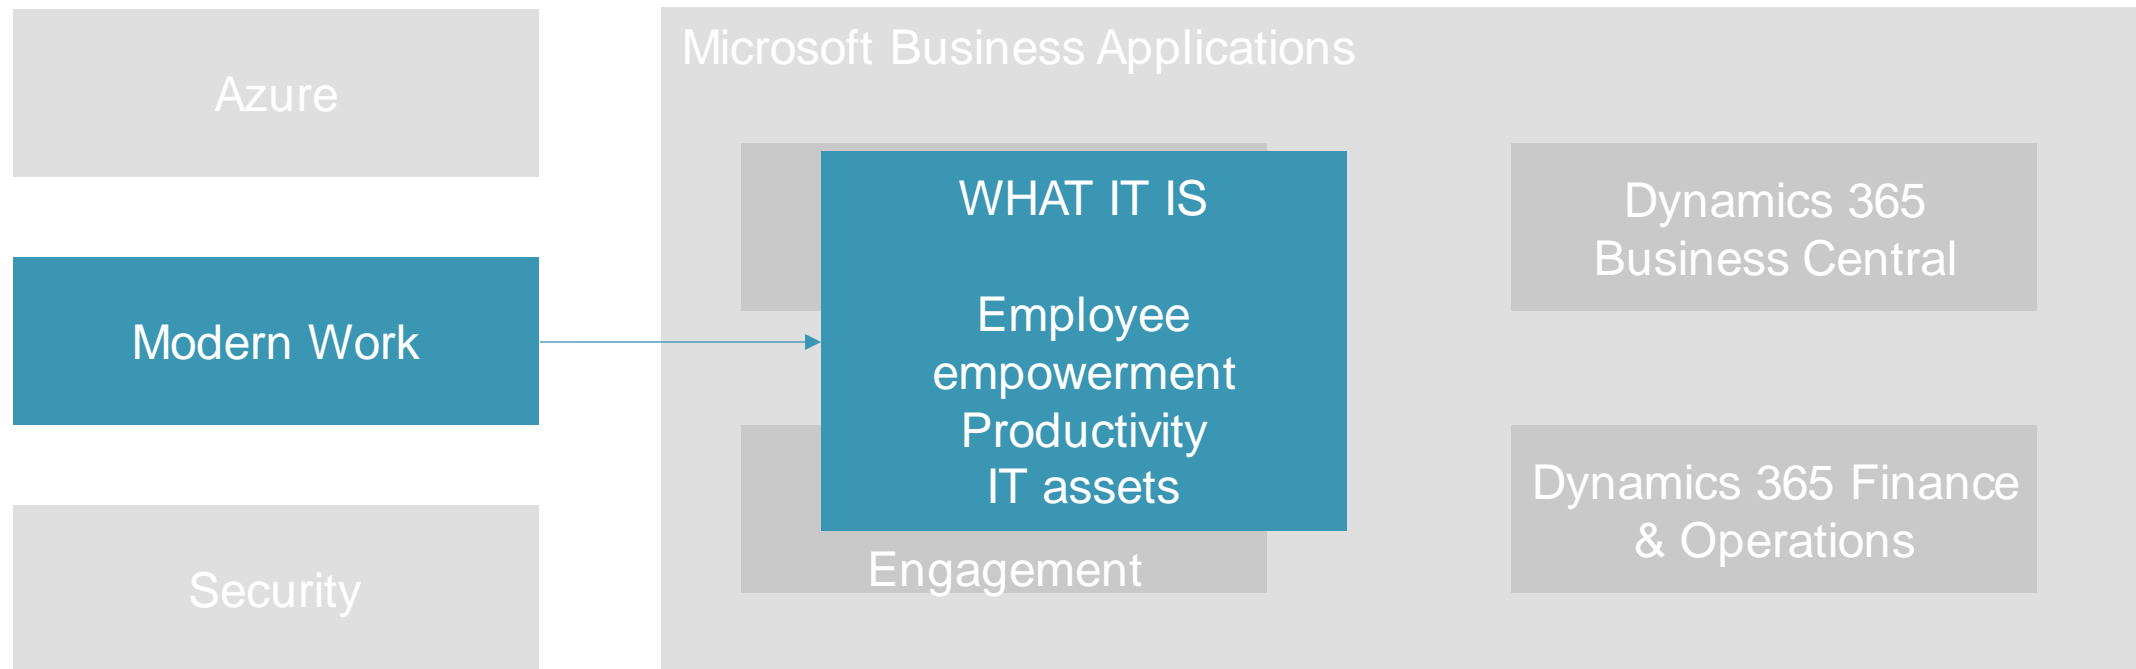 Azure
Modern Work
Security
Microsoft Business Applications
WHAT IT IS
Employee
empowerment
Productivity
IT assets
Engagement
Dynamics 365
Business Central
Dynamics 365 Finance
& Operations